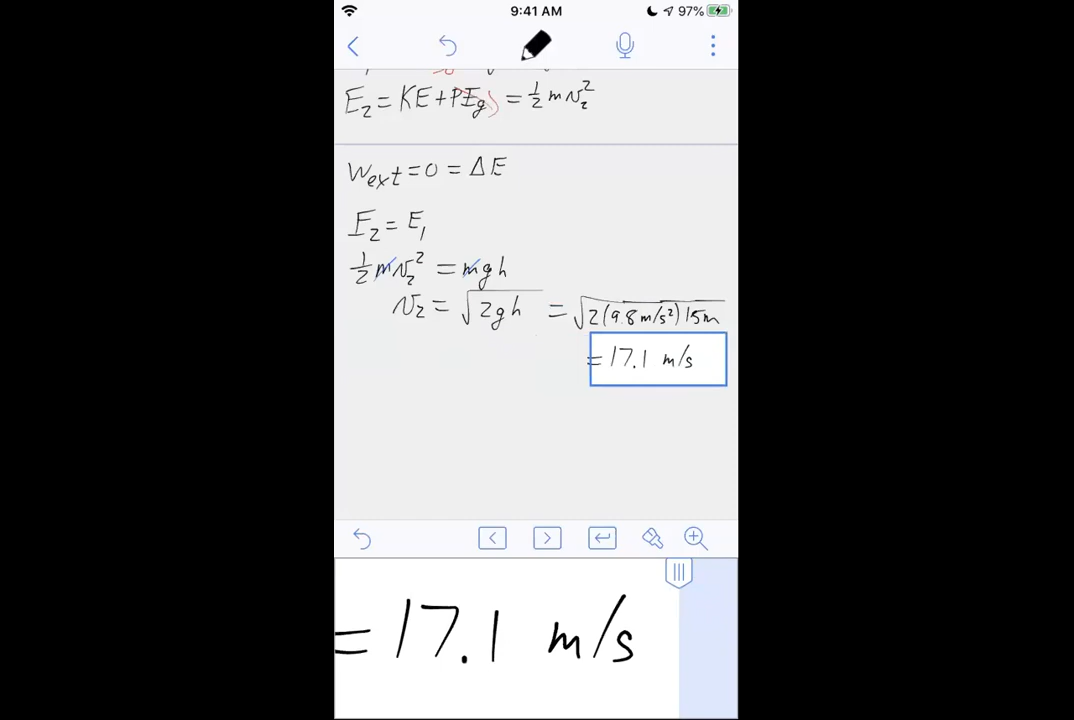 9:41 AM
97%
E₂ = KE + PEg = ½ m v₂²
Wext = 0 = ΔE
E₂ = E₁
½ m v₂² = m g h
v₂ = √2gh = √2(9.8 m/s²) 15m
= 17.1 m/s
= 17.1 m/s